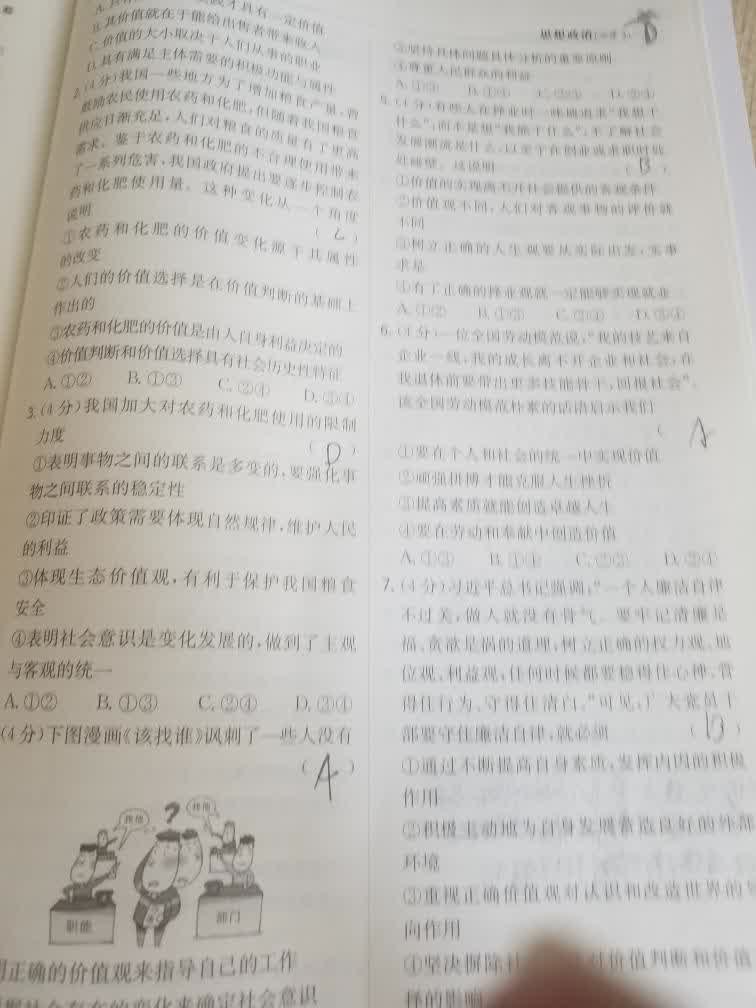 B.其价值就在于能给出售者带来收入
C.价值的大小取决于人们从事的职业
D.具有满足主体需要的积极功能与属性
2.(4分)我国一些地方为了增加粮食产量,曾
鼓励农民使用农药和化肥,但随着我国粮食
供应日渐充足,人们对粮食的质量有了更高
需求。鉴于农药和化肥的不合理使用带来
了一系列危害,我国政府提出要逐步控制农
药和化肥使用量。这种变化从一个角度
说明
①农药和化肥的价值变化源于其属性
的改变
②人们的价值选择是在价值判断的基础上
作出的
③农药和化肥的价值是由人自身利益决定的
④价值判断和价值选择具有社会历史性特征
A.①② B.①③ C.②④ D.③④
3.(4分)我国加大对农药和化肥使用的限制
力度 ( D )
①表明事物之间的联系是多变的,要强化事
物之间联系的稳定性
②印证了政策需要体现自然规律,维护人民
的利益
③体现生态价值观,有利于保护我国粮食
安全
④表明社会意识是变化发展的,做到了主观
与客观的统一
A.①② B.①③ C.②④ D.③④
(4分)下图漫画《该找谁》讽刺了一些人没有
( A )
找他
找他
?
职能
部门
正确的价值观来指导自己的工作
思想政治
③坚持具体问题具体分析的重要原则
④尊重人民群众的利益
5.(4分)有些人在择业时一味地追求“我想干
什么”,而不是想“我能干什么”,不了解社会
发展潮流是什么,以至于在创业或求职时处
处碰壁。这说明 ( B )
①价值的实现离不开社会提供的客观条件
②价值观不同,人们对客观事物的评价就
不同
③树立正确的人生观要从实际出发,实事
求是
④有了正确的择业观就一定能够实现就业
A.①② B.①③ C.②④ D.③④
6.(4分)一位全国劳动模范说:“我的技艺来自
企业一线,我的成长离不开企业和社会,在
我退休前要带出更多技能骨干,回报社会”。
该全国劳动模范朴素的话语启示我们
( A
①要在个人和社会的统一中实现价值
②顽强拼搏才能克服人生挫折
③提高素质就能创造卓越人生
④要在劳动和奉献中创造价值
7.(4分)习近平总书记强调,“一个人廉洁自律
不过关,做人就没有骨气。要牢记清廉是
福、贪欲是祸的道理,树立正确的权力观、地
位观、利益观,任何时候都要稳得住心神、管
得住行为、守得住清白。”可见,广大党员干
部要守住廉洁自律,就必须 ( B )
①通过不断提高自身素质,发挥内因的积极
作用
②积极主动地为自身发展营造良好的外部
环境
③重视正确价值观对认识和改造世界的导
向作用
④坚决摒除 对价值判断和价值
择的影响